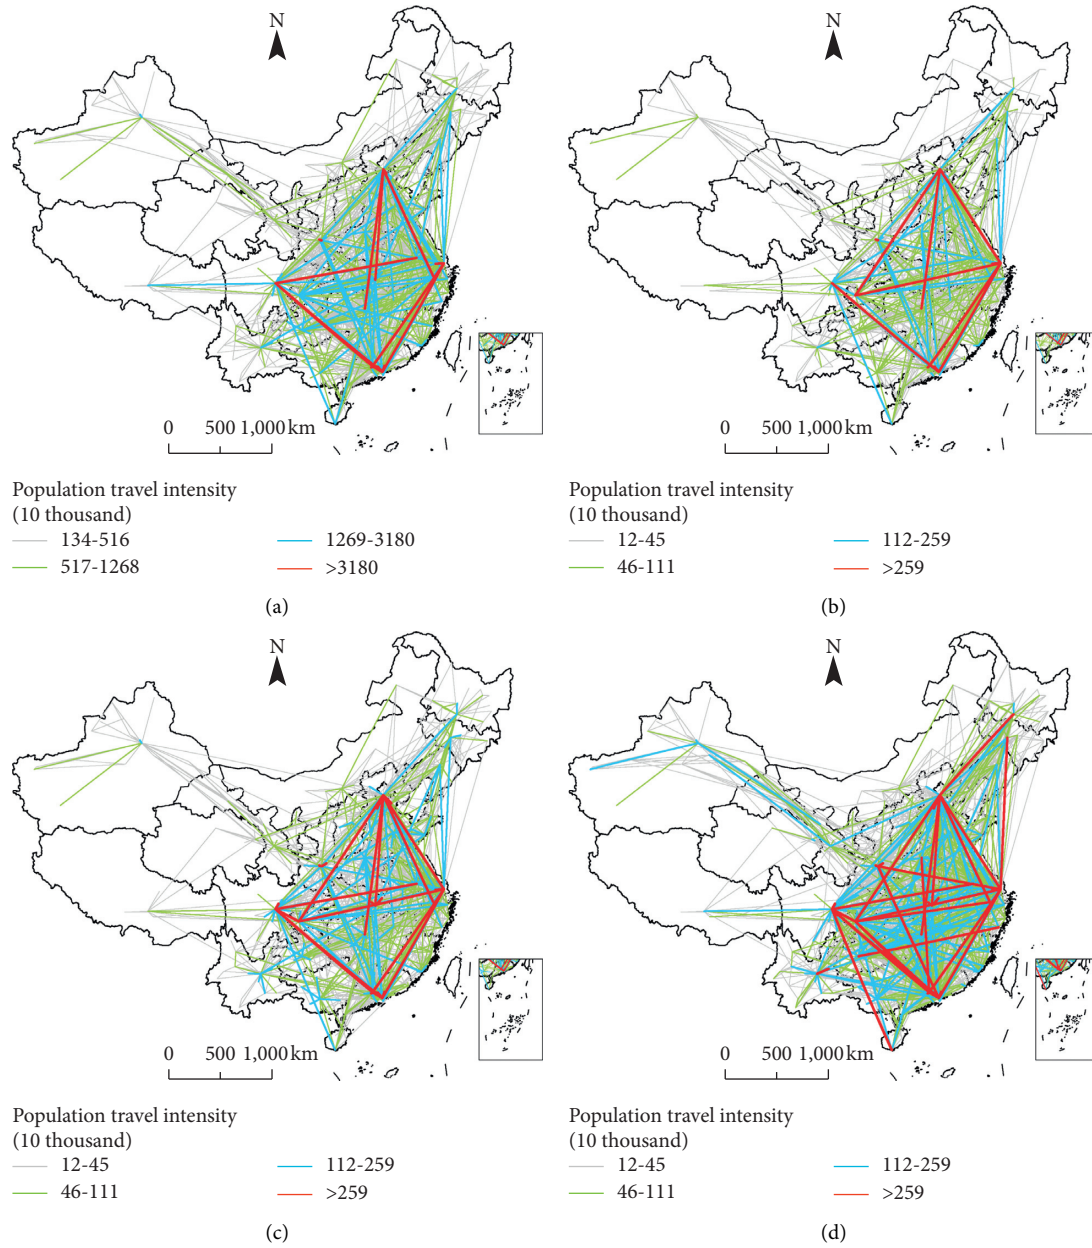 N
0 500 1,000 km
Population travel intensity
(10 thousand)
134-516
1269-3180
517-1268
>3180
(a)
N
0 500 1,000 km
Population travel intensity
(10 thousand)
12-45
112-259
46-111
>259
(b)
N
0 500 1,000 km
Population travel intensity
(10 thousand)
12-45
112-259
46-111
>259
(c)
N
0 500 1,000 km
Population travel intensity
(10 thousand)
12-45
112-259
46-111
>259
(d)